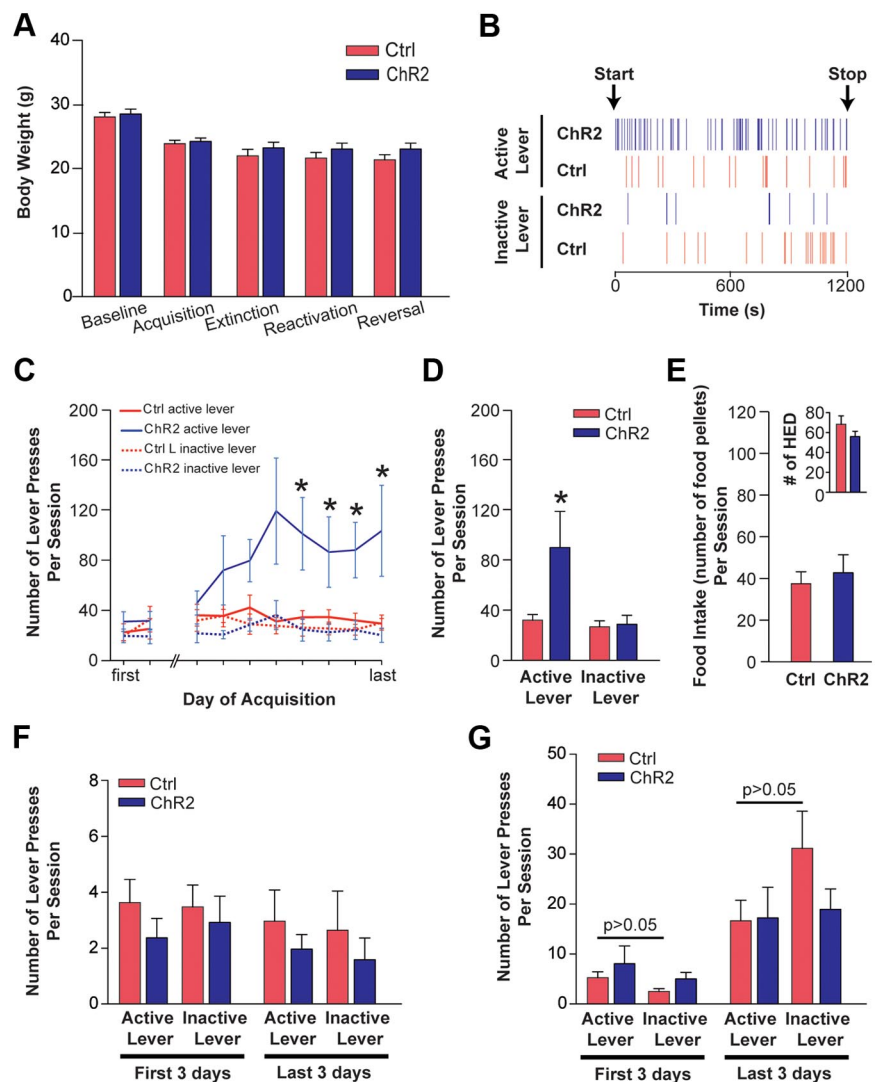 A
40
30
20
10
0
Body Weight (g)
Ctrl
ChR2
Baseline
Acquisition
Extinction
Reactivation
Reversal
B
Start
Stop
Active
Lever
ChR2
Ctrl
Inactive
Lever
ChR2
Ctrl
0
600
1200
Time (s)
C
200
160
120
80
40
0
Number of Lever Presses
Per Session
Ctrl active lever
ChR2 active lever
Ctrl L inactive lever
ChR2 inactive lever
* * * *
first
last
Day of Acquisition
D
200
160
120
80
40
0
Number of Lever Presses
Per Session
Ctrl
ChR2
*
Active
Lever
Inactive
Lever
E
120
100
80
60
40
20
0
Food Intake (number of food pellets)
Per Session
80
60
40
20
0
# of HED
Ctrl
ChR2
F
8
6
4
2
0
Number of Lever Presses
Per Session
Ctrl
ChR2
Active
Lever
Inactive
Lever
Active
Lever
Inactive
Lever
First 3 days
Last 3 days
G
50
40
30
20
10
0
Number of Lever Presses
Per Session
Ctrl
ChR2
p>0.05
p>0.05
Active
Lever
Inactive
Lever
Active
Lever
Inactive
Lever
First 3 days
Last 3 days